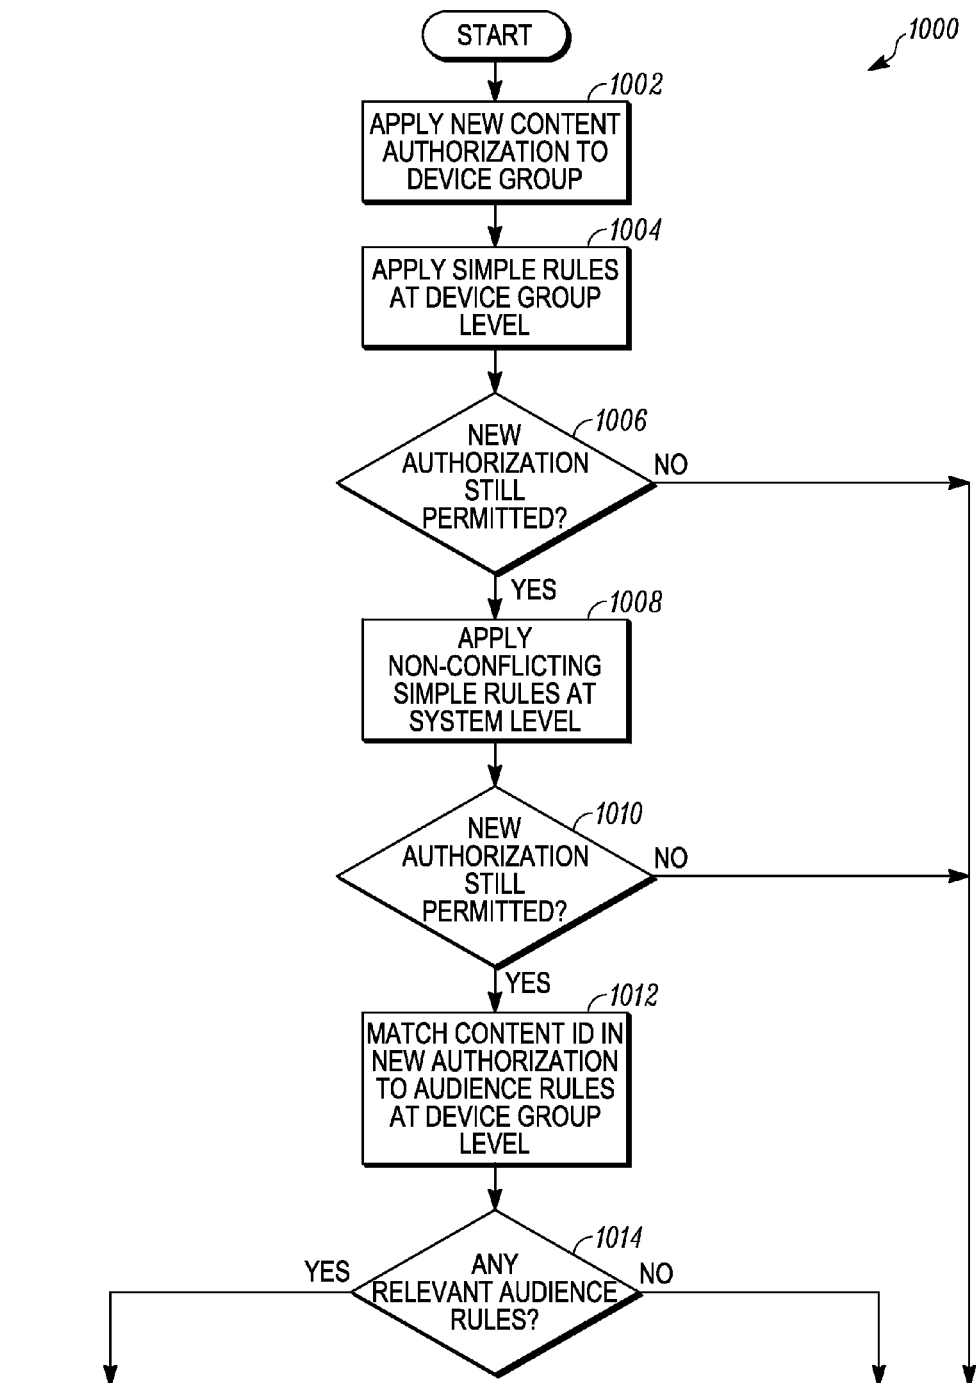 START
1000
1002
APPLY NEW CONTENT
AUTHORIZATION TO
DEVICE GROUP
1004
APPLY SIMPLE RULES
AT DEVICE GROUP
LEVEL
1006
NEW
AUTHORIZATION
STILL
PERMITTED?
NO
YES
1008
APPLY
NON-CONFLICTING
SIMPLE RULES AT
SYSTEM LEVEL
1010
NEW
AUTHORIZATION
STILL
PERMITTED?
NO
YES
1012
MATCH CONTENT ID IN
NEW AUTHORIZATION
TO AUDIENCE RULES
AT DEVICE GROUP
LEVEL
1014
YES
ANY
RELEVANT AUDIENCE
RULES?
NO